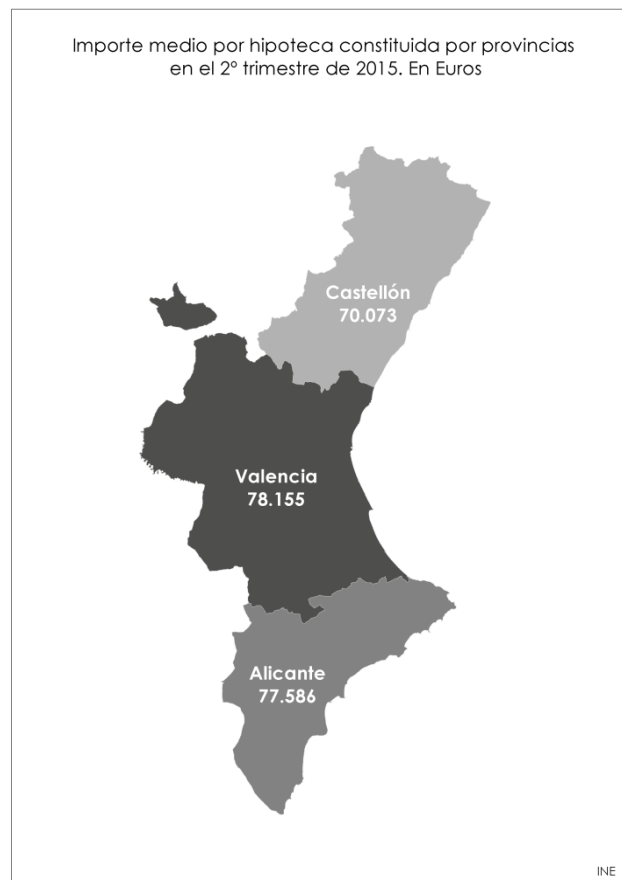 Importe medio por hipoteca constituida por provincias
en el 2º trimestre de 2015. En Euros
Castellón
70.073
Valencia
78.155
Alicante
77.586
INE